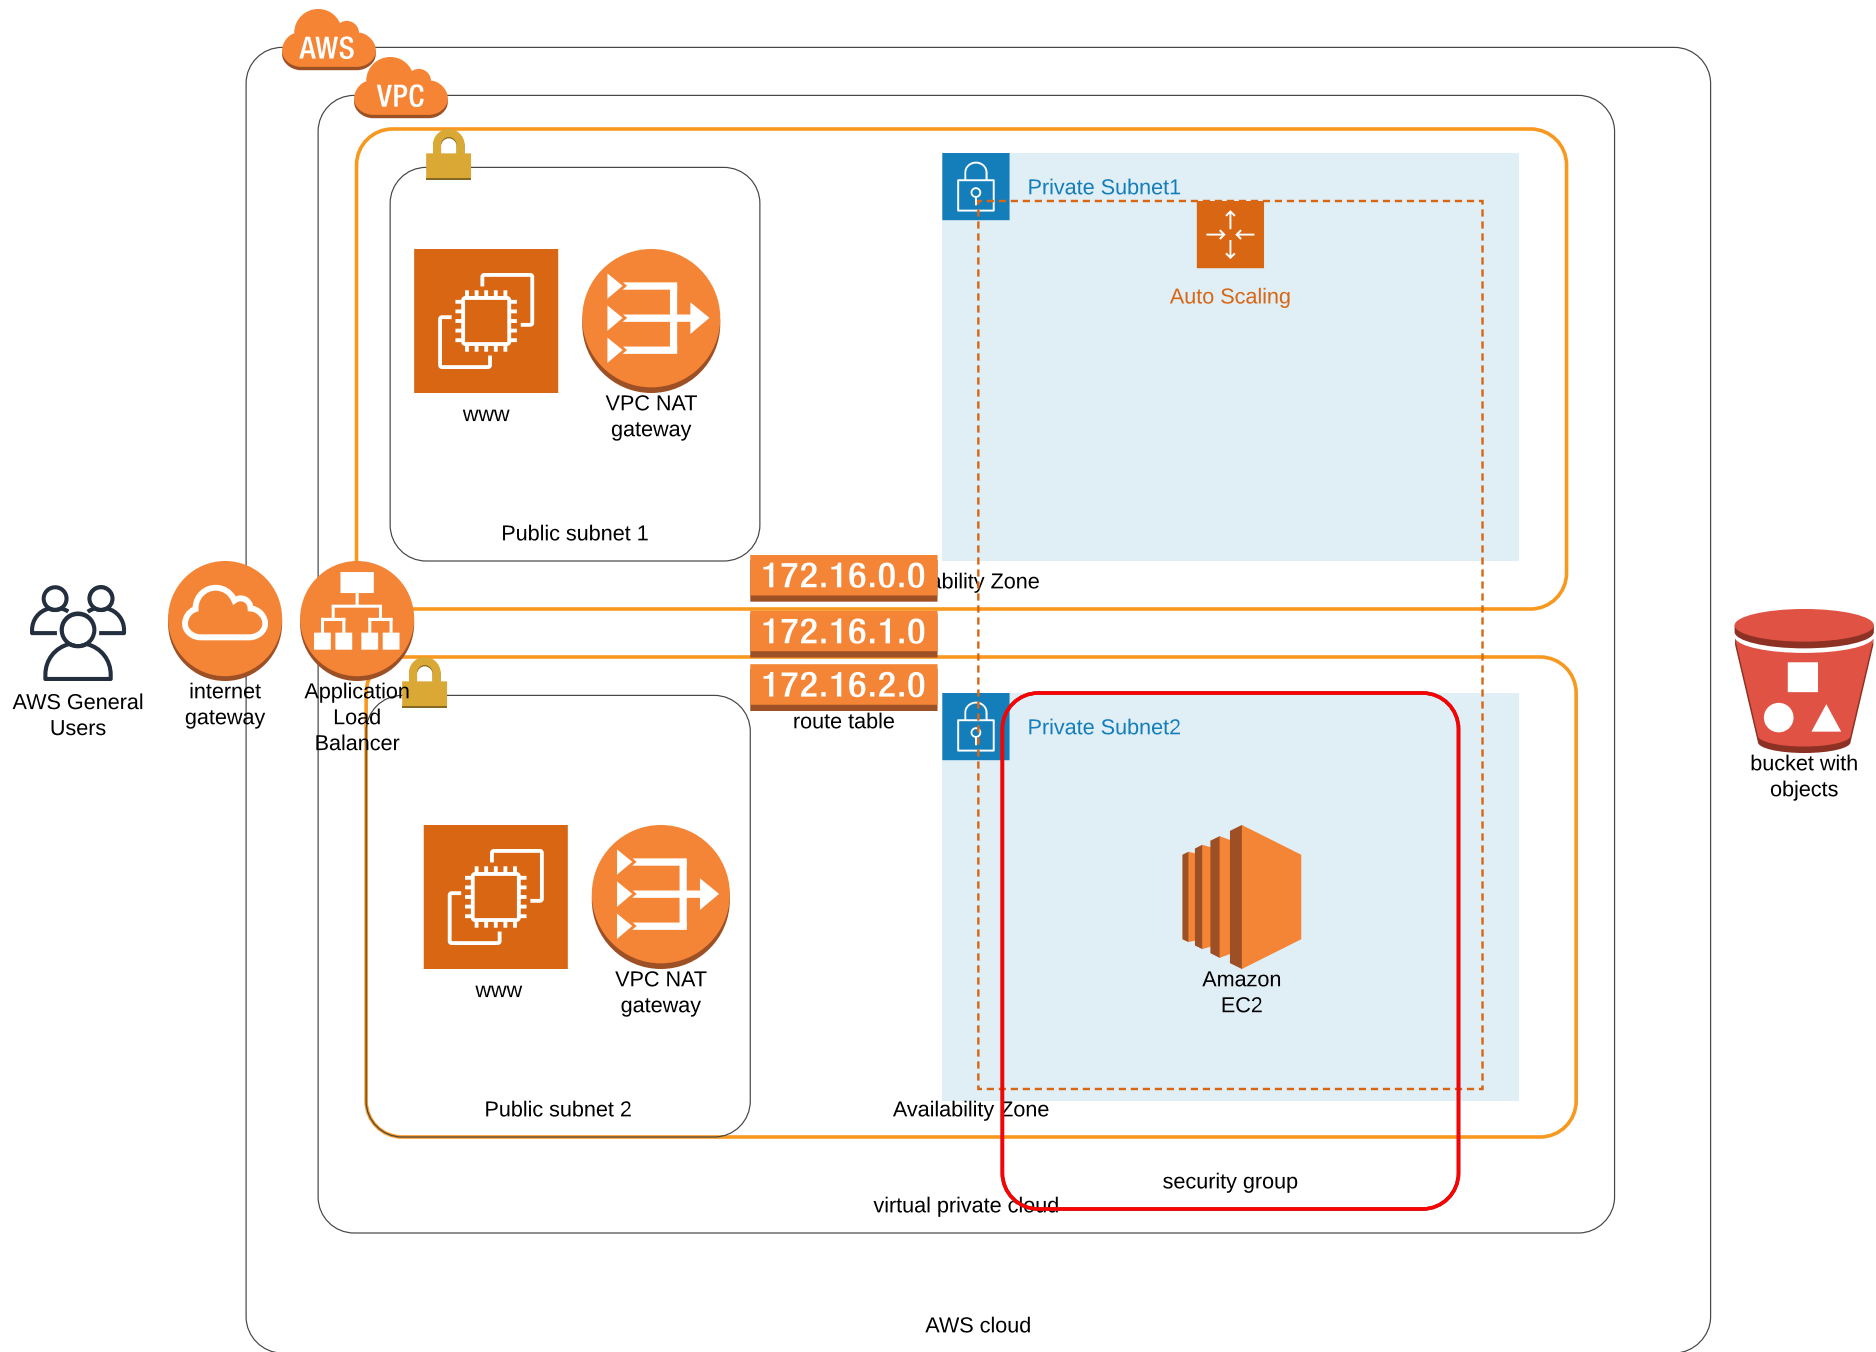 AWS
VPC
Private Subnet1
Auto Scaling
www
VPC NAT
gateway
Public subnet 1
172.16.0.0
ability Zone
172.16.1.0
172.16.2.0
route table
AWS General
Users
internet
gateway
Application
Load
Balancer
Private Subnet2
bucket with
objects
www
VPC NAT
gateway
Amazon
EC2
Public subnet 2
Availability Zone
security group
virtual private cloud
AWS cloud